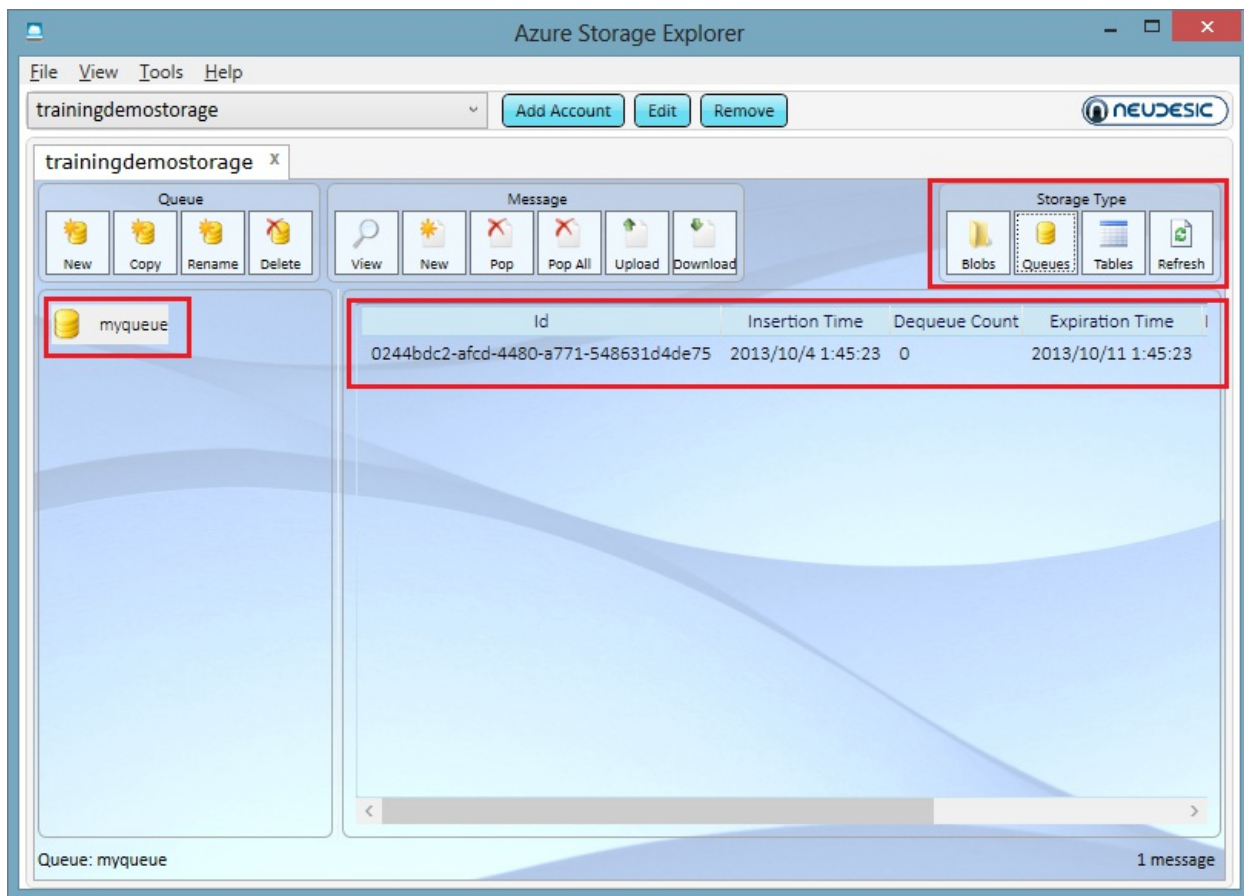 Azure Storage Explorer
File View Tools Help
trainingdemostorage Add Account Edit Remove NEUDESIC
trainingdemostorage X
Queue Message Storage Type
New Copy Rename Delete View New Pop Pop All Upload Download Blobs Queues Tables Refresh
myqueue
Id Insertion Time Dequeue Count Expiration Time
0244bdc2-afcd-4480-a771-548631d4de75 2013/10/4 1:45:23 0 2013/10/11 1:45:23
Queue: myqueue 1 message